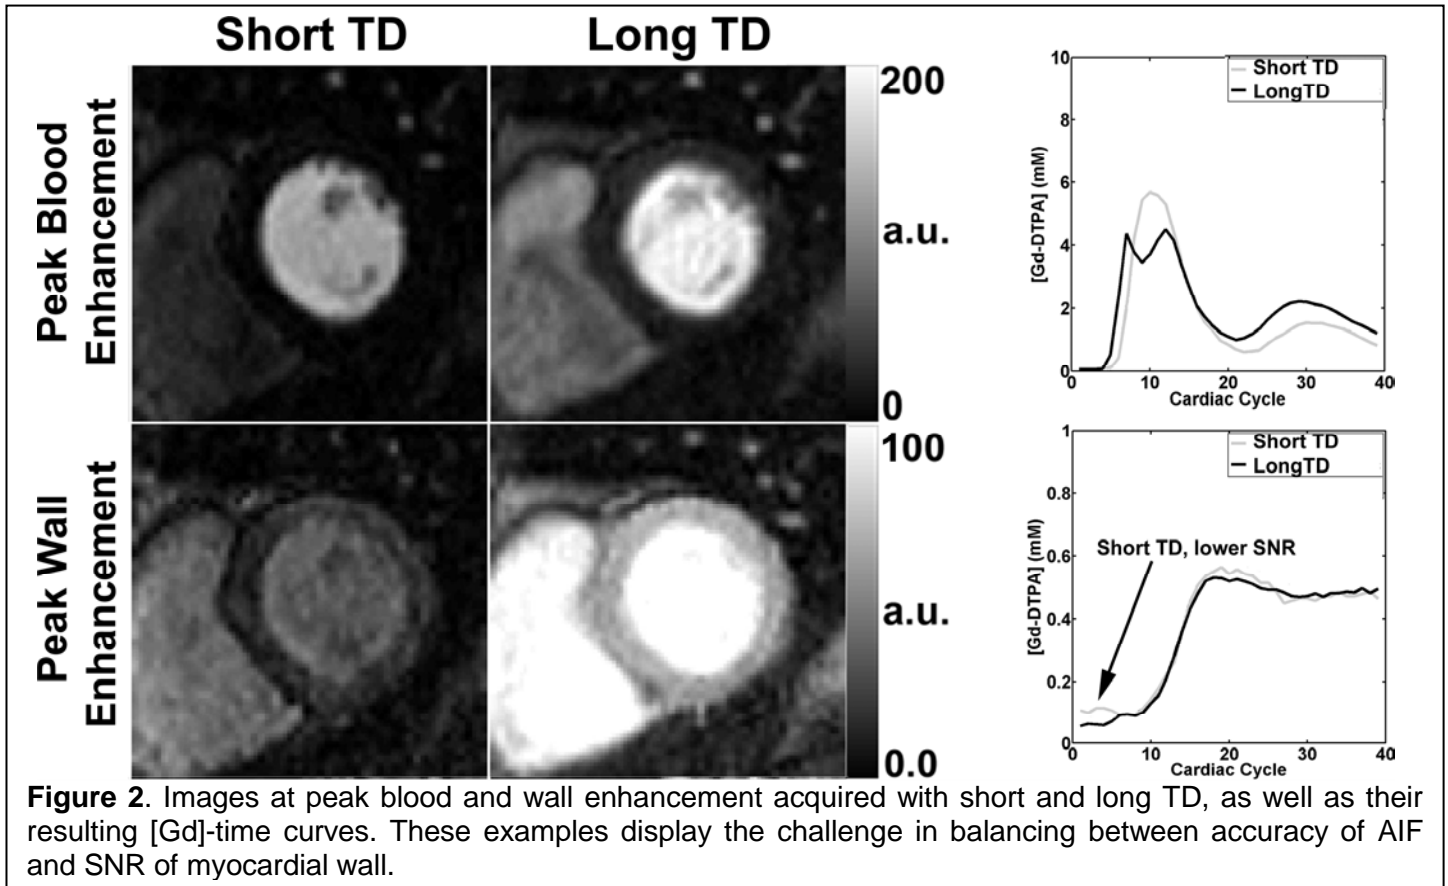 Short TD
Long TD
Peak Blood
Enhancement
200
a.u.
0
10
8
6
4
2
0
[Gd-DTPA] (mM)
Short TD
LongTD
0
10
20
30
40
Cardiac Cycle
Peak Wall
Enhancement
100
a.u.
0.0
1
0.8
0.6
0.4
0.2
0
[Gd-DTPA] (mM)
Short TD
LongTD
Short TD, lower SNR
0
10
20
30
40
Cardiac Cycle
Figure 2. Images at peak blood and wall enhancement acquired with short and long TD, as well as their
resulting [Gd]-time curves. These examples display the challenge in balancing between accuracy of AIF
and SNR of myocardial wall.